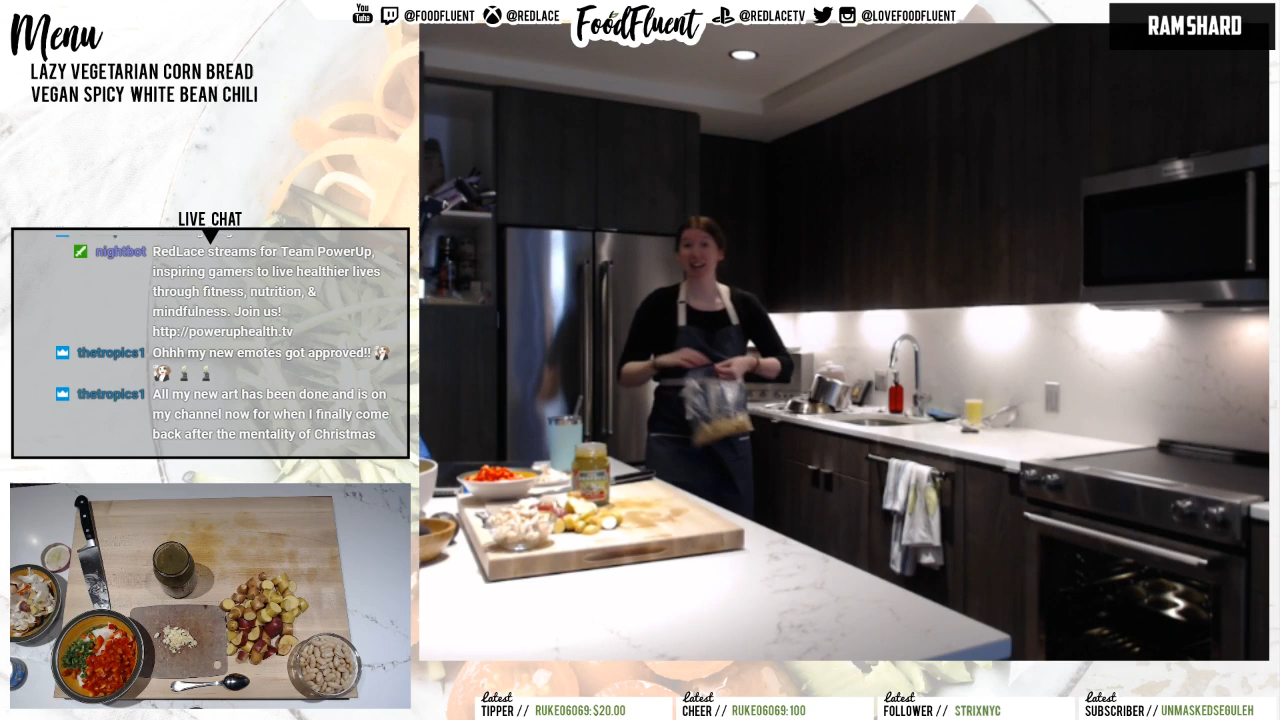 Menu
LAZY VEGETARIAN CORN BREAD
VEGAN SPICY WHITE BEAN CHILI
You
Tube
@FOODFLUENT
@REDLACE
FoodFluent
@REDLACETV
@LOVEFOODFLUENT
RAM SHARD
LIVE CHAT
nightbot RedLace streams for Team PowerUp,
inspiring gamers to live healthier lives
through fitness, nutrition, &
mindfulness. Join us!
http://poweruphealth.tv
thetropics1 Ohhh my new emotes got approved!!
thetropics1 All my new art has been done and is on
my channel now for when I finally come
back after the mentality of Christmas
latest
TIPPER // RUKE06069: $20.00
latest
CHEER // RUKE06069: 100
latest
FOLLOWER // STRIXNYC
latest
SUBSCRIBER // UNMASKEDSEGULEH